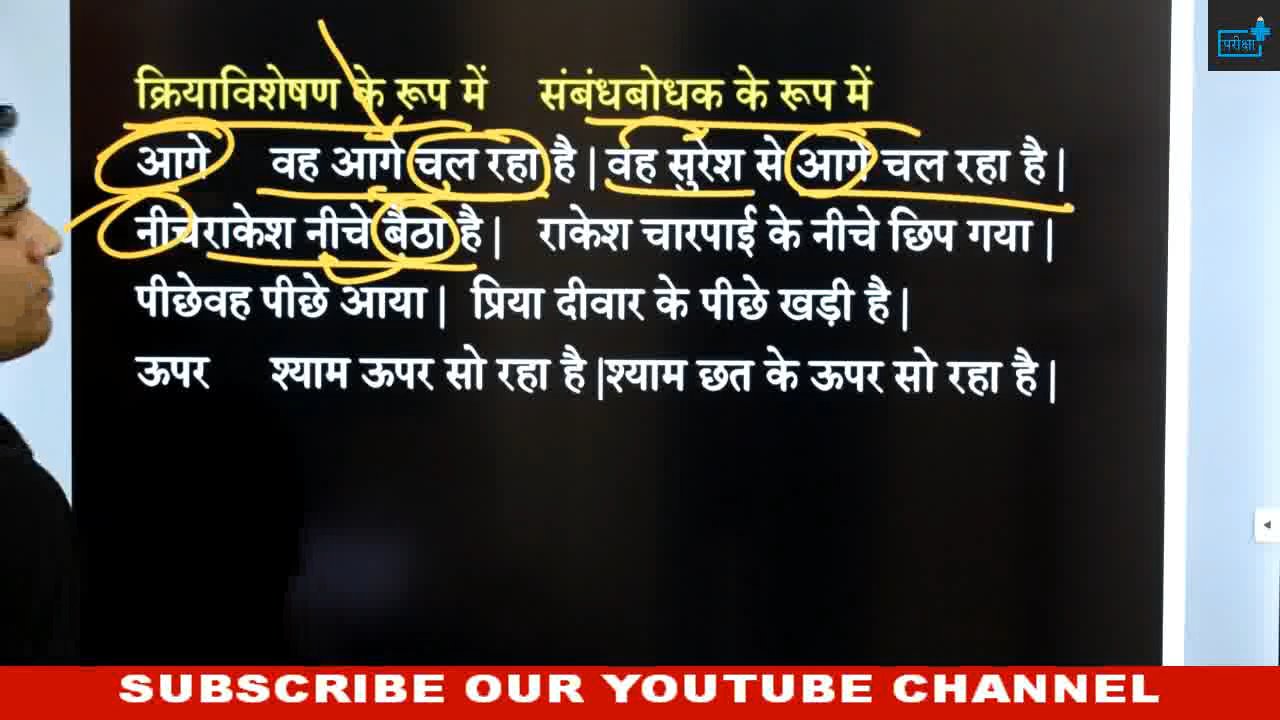 परीक्षा
क्रियाविशेषण के रूप में संबंधबोधक के रूप में
आगे वह आगे चल रहा है | वह सुरेश से आगे चल रहा है |
नीचेराकेश नीचे बैठा है | राकेश चारपाई के नीचे छिप गया |
पीछेवह पीछे आया | प्रिया दीवार के पीछे खड़ी है |
ऊपर श्याम ऊपर सो रहा है |श्याम छत के ऊपर सो रहा है |
SUBSCRIBE OUR YOUTUBE CHANNEL